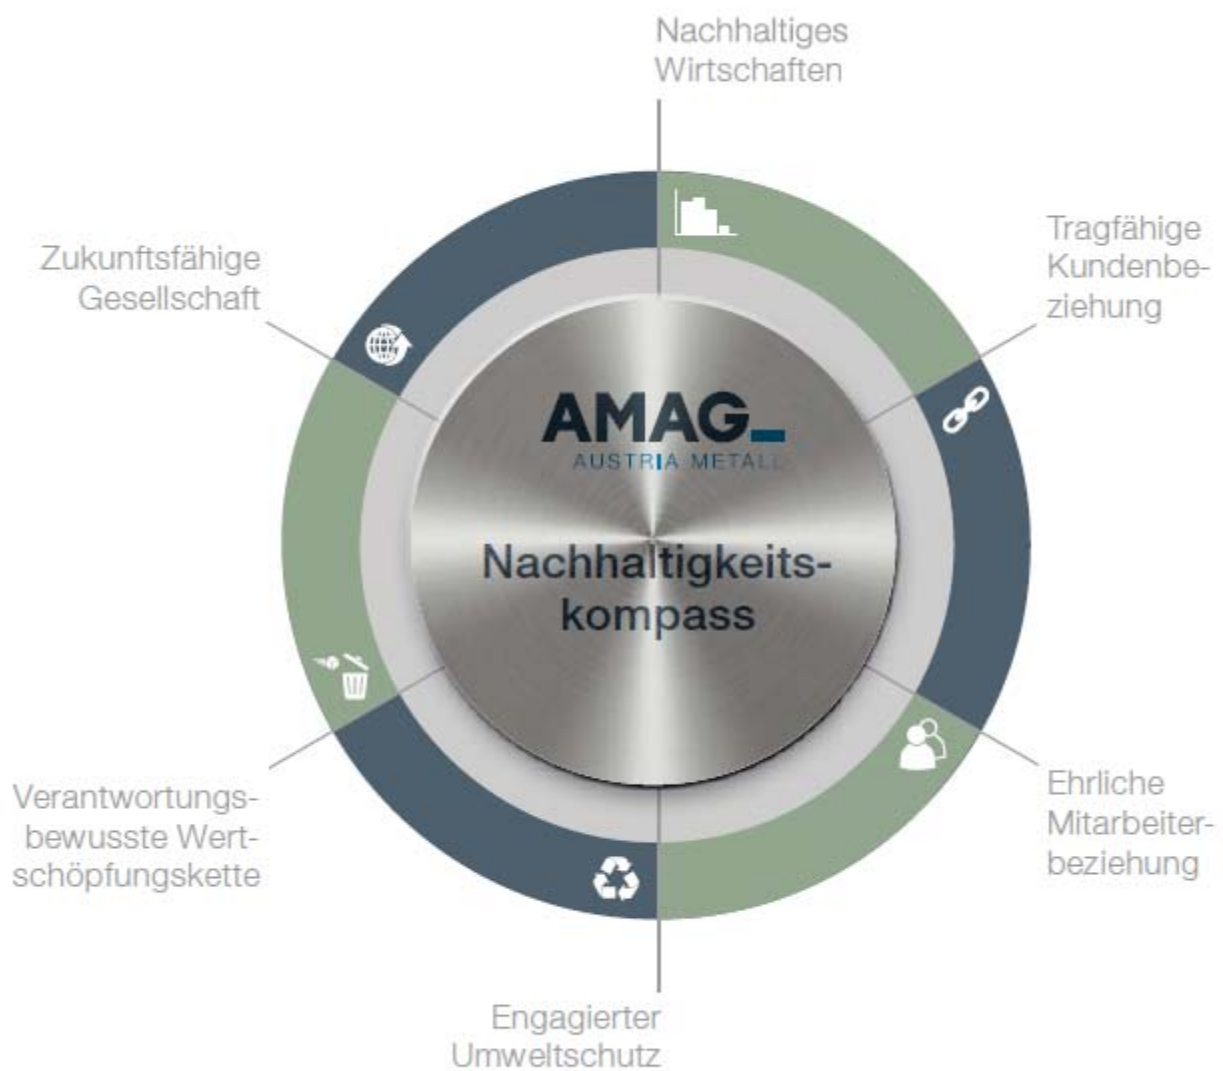 Nachhaltiges
Wirtschaften
Tragfähige
Kundenbe-
ziehung
Zukunftsfähige
Gesellschaft
AMAG
AUSTRIA METALL
Nachhaltigkeits-
kompass
Ehrliche
Mitarbeiter-
beziehung
Verantwortungs-
bewusste Wert-
schöpfungskette
Engagierter
Umweltschutz